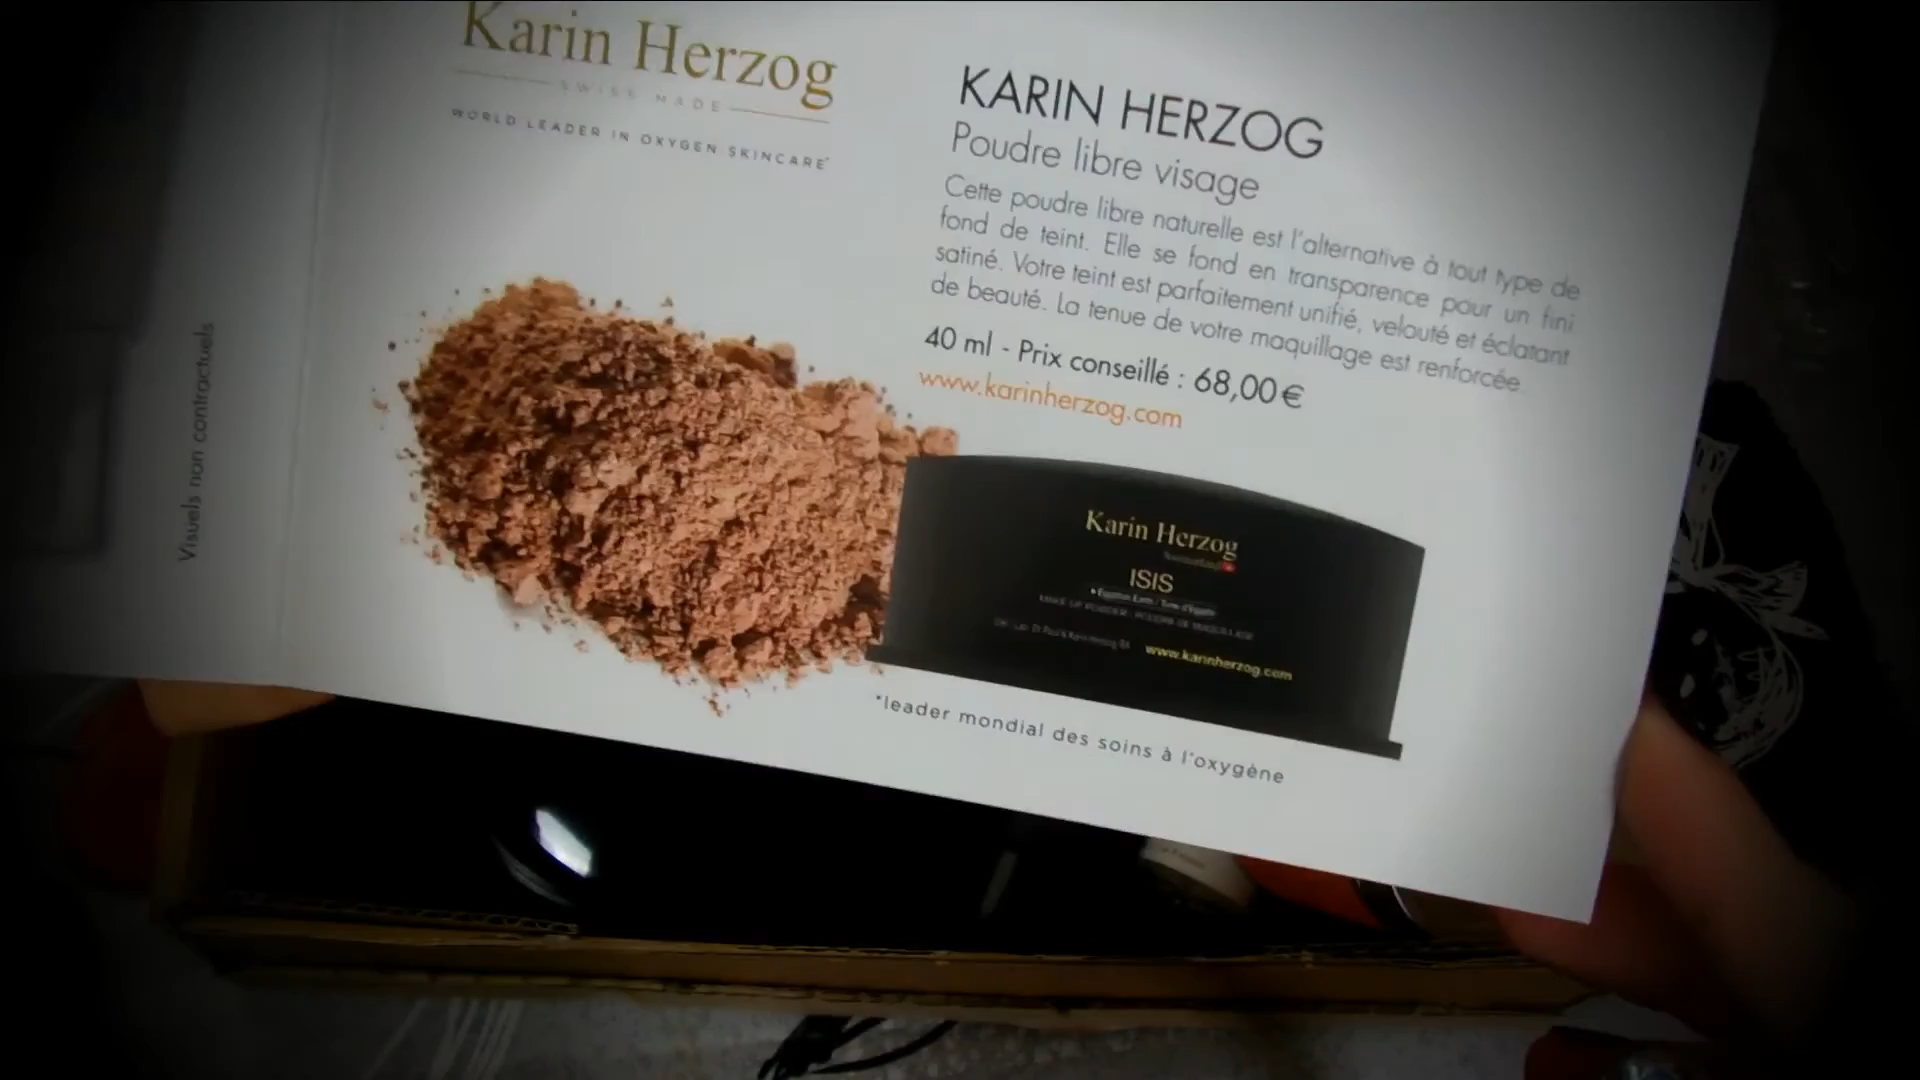 Karin Herzog
SWISS MADE
WORLD LEADER IN OXYGEN SKINCARE*
KARIN HERZOG
Poudre libre visage
Cette poudre libre naturelle est l'alternative à tout type de
fond de teint. Elle se fond en transparence pour un fini
satiné. Votre teint est parfaitement unifié, velouté et éclatant
de beauté. La tenue de votre maquillage est renforcée.
40 ml - Prix conseillé : 68,00 €
www.karinherzog.com
Visuels non contractuels
Karin Herzog
ISIS
www.karinherzog.com
*leader mondial des soins à l'oxygène